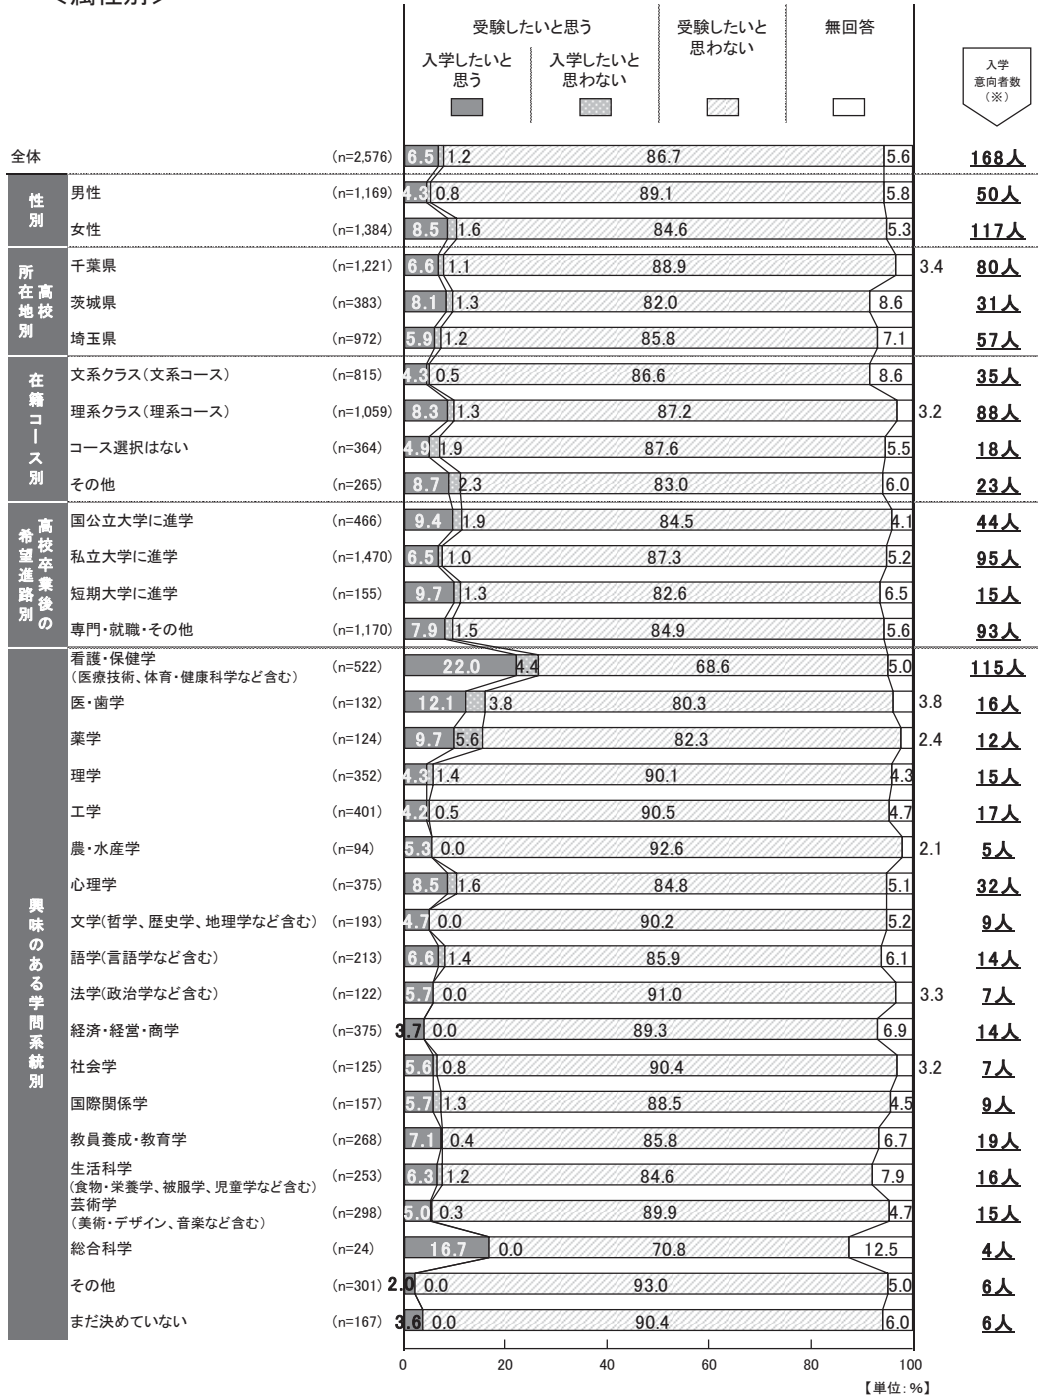 <属性別>
受験したいと思う 受験したいと思わない 無回答
入学したいと思う 入学したいと思わない
入学意向者数(※)
全体 (n=2,576) 6.5 1.2 86.7 5.6 168人
性別
男性 (n=1,169) 4.3 0.8 89.1 5.8 50人
女性 (n=1,384) 8.5 1.6 84.6 5.3 117人
高校所在地別
千葉県 (n=1,221) 6.6 1.1 88.9 3.4 80人
茨城県 (n=383) 8.1 1.3 82.0 8.6 31人
埼玉県 (n=972) 5.9 1.2 85.8 7.1 57人
在籍コース別
文系クラス(文系コース) (n=815) 4.3 0.5 86.6 8.6 35人
理系クラス(理系コース) (n=1,059) 8.3 1.3 87.2 3.2 88人
コース選択はない (n=364) 4.9 1.9 87.6 5.5 18人
その他 (n=265) 8.7 2.3 83.0 6.0 23人
高校卒業後の希望進路別
国公立大学に進学 (n=466) 9.4 1.9 84.5 4.1 44人
私立大学に進学 (n=1,470) 6.5 1.0 87.3 5.2 95人
短期大学に進学 (n=155) 9.7 1.3 82.6 6.5 15人
専門・就職・その他 (n=1,170) 7.9 1.5 84.9 5.6 93人
興味のある学問系統別
看護・保健学
(医療技術、体育・健康科学など含む) (n=522) 22.0 4.4 68.6 5.0 115人
医・歯学 (n=132) 12.1 3.8 80.3 3.8 16人
薬学 (n=124) 9.7 5.6 82.3 2.4 12人
理学 (n=352) 4.3 1.4 90.1 4.3 15人
工学 (n=401) 4.2 0.5 90.5 4.7 17人
農・水産学 (n=94) 5.3 0.0 92.6 2.1 5人
心理学 (n=375) 8.5 1.6 84.8 5.1 32人
文学(哲学、歴史学、地理学など含む) (n=193) 4.7 0.0 90.2 5.2 9人
語学(言語学など含む) (n=213) 6.6 1.4 85.9 6.1 14人
法学(政治学など含む) (n=122) 5.7 0.0 91.0 3.3 7人
経済・経営・商学 (n=375) 3.7 0.0 89.3 6.9 14人
社会学 (n=125) 5.6 0.8 90.4 3.2 7人
国際関係学 (n=157) 5.7 1.3 88.5 4.5 9人
教員養成・教育学 (n=268) 7.1 0.4 85.8 6.7 19人
生活科学
(食物・栄養学、被服学、児童学など含む) (n=253) 6.3 1.2 84.6 7.9 16人
芸術学
(美術・デザイン、音楽など含む) (n=298) 5.0 0.3 89.9 4.7 15人
総合科学 (n=24) 16.7 0.0 70.8 12.5 4人
その他 (n=301) 2.0 0.0 93.0 5.0 6人
まだ決めていない (n=167) 3.6 0.0 90.4 6.0 6人
0 20 40 60 80 100
【単位:%】